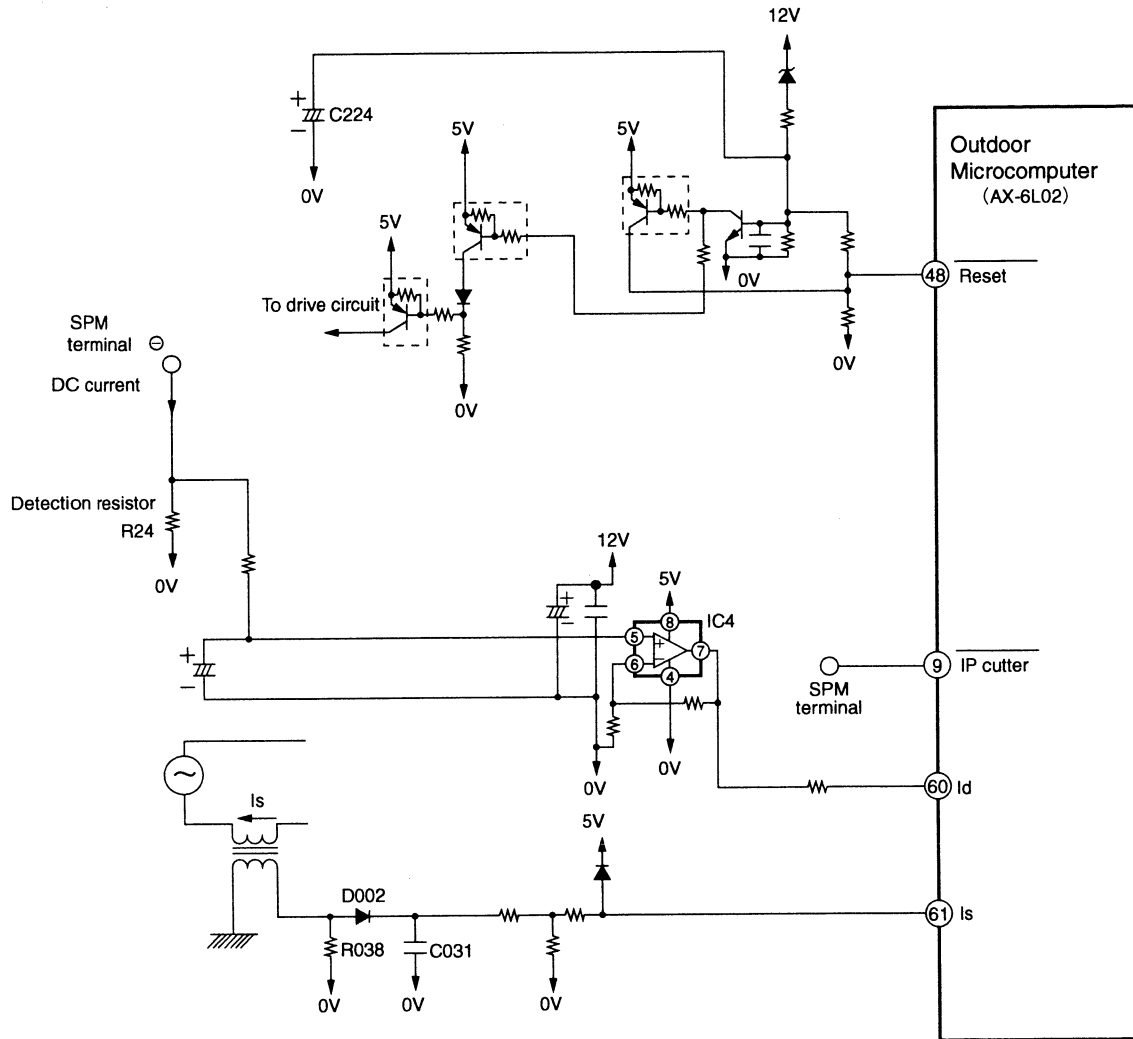 12V
+
C224
−
0V
5V
5V
Outdoor
Microcomputer
(AX-6L02)
5V
0V
48
Reset
To drive circuit
0V
0V
SPM
terminal ⊖
DC current
Detection resistor
R24
0V
12V
5V
+
−
8
IC4
5
+
7
6
−
4
+
−
9
IP cutter
SPM
terminal
0V
0V
60
Id
~
Is
5V
D002
61
Is
R038
C031
0V
0V
0V